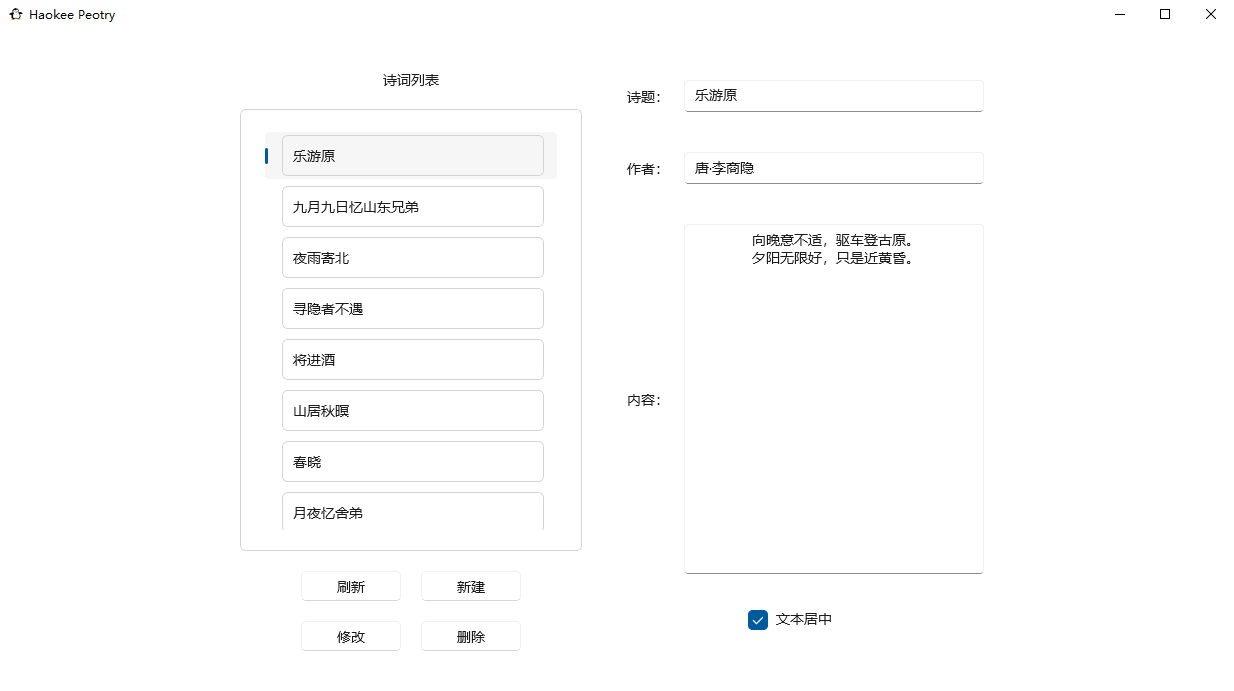 Haokee Peotry
诗词列表
乐游原
九月九日忆山东兄弟
夜雨寄北
寻隐者不遇
将进酒
山居秋暝
春晓
月夜忆舍弟
刷新
新建
修改
删除
诗题：
乐游原
作者：
唐·李商隐
内容：
向晚意不适，驱车登古原。
夕阳无限好，只是近黄昏。
文本居中